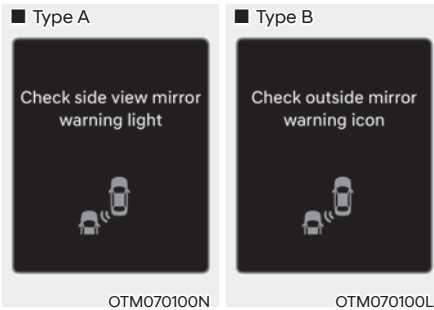 ■ Type A
Check side view mirror
warning light
OTM070100N
■ Type B
Check outside mirror
warning icon
OTM070100L